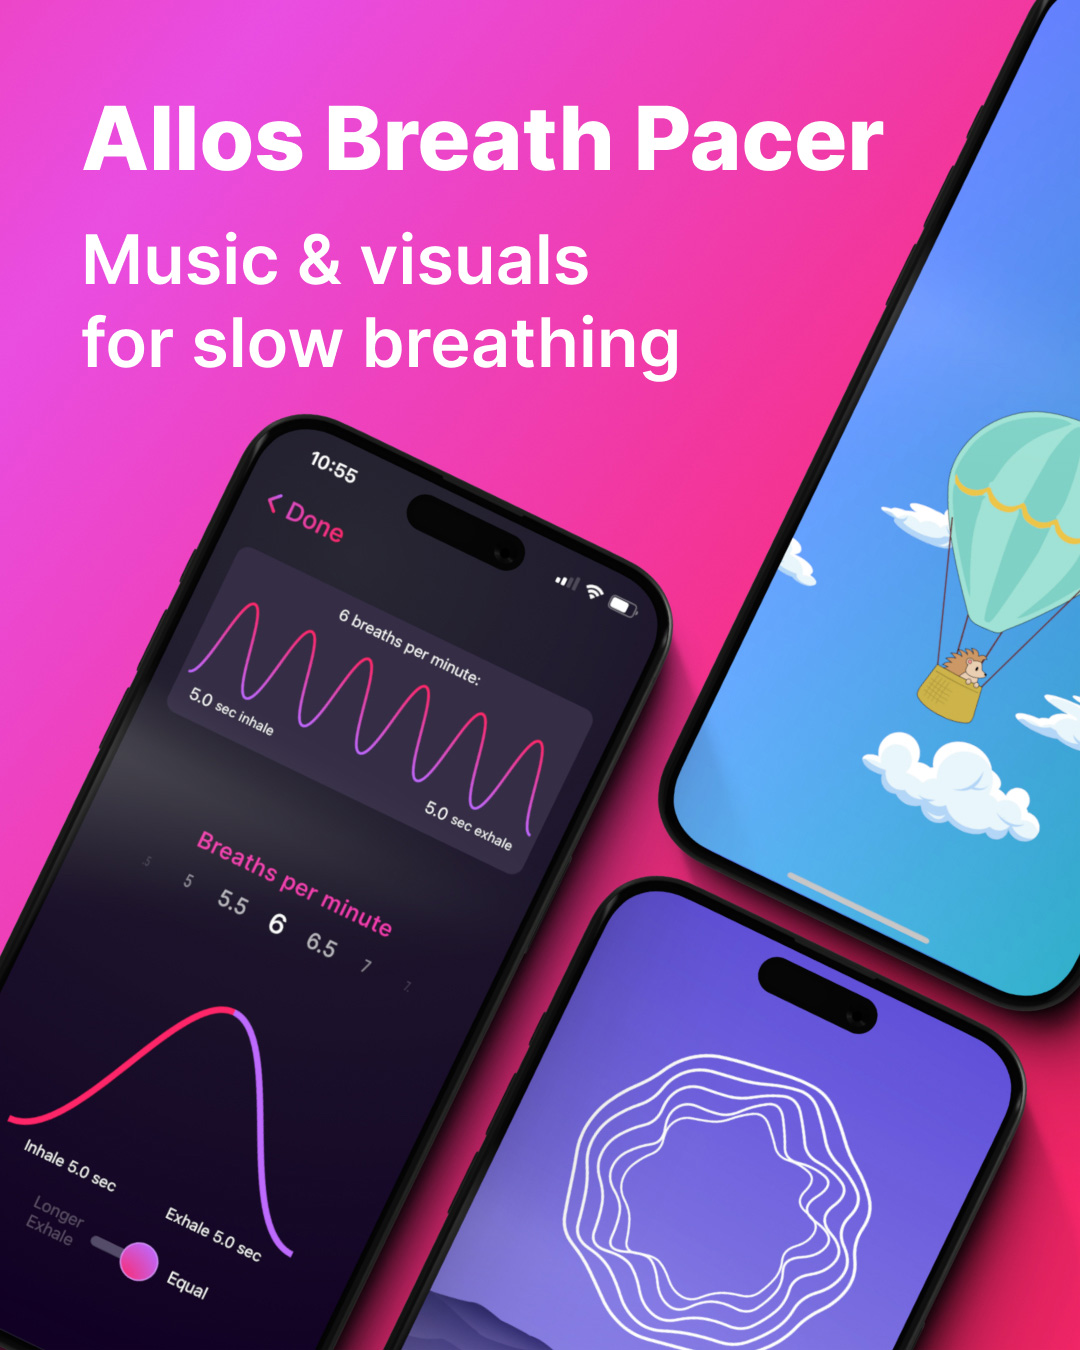 Allos Breath Pacer
Music & visuals
for slow breathing
10:55
Done
6 breaths per minute:
5.0 sec inhale
5.0 sec exhale
Breaths per minute
5 5.5 6 6.5 7
Inhale 5.0 sec
Exhale 5.0 sec
Longer
Exhale
Equal